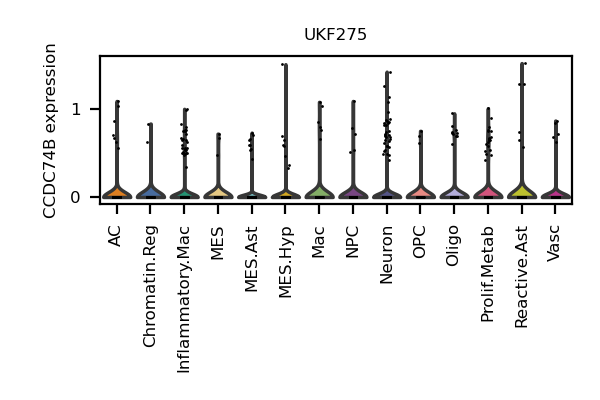 UKF275
CCDC74B expression
1
0
AC
Chromatin.Reg
Inflammatory.Mac
MES
MES.Ast
MES.Hyp
Mac
NPC
Neuron
OPC
Oligo
Prolif.Metab
Reactive.Ast
Vasc